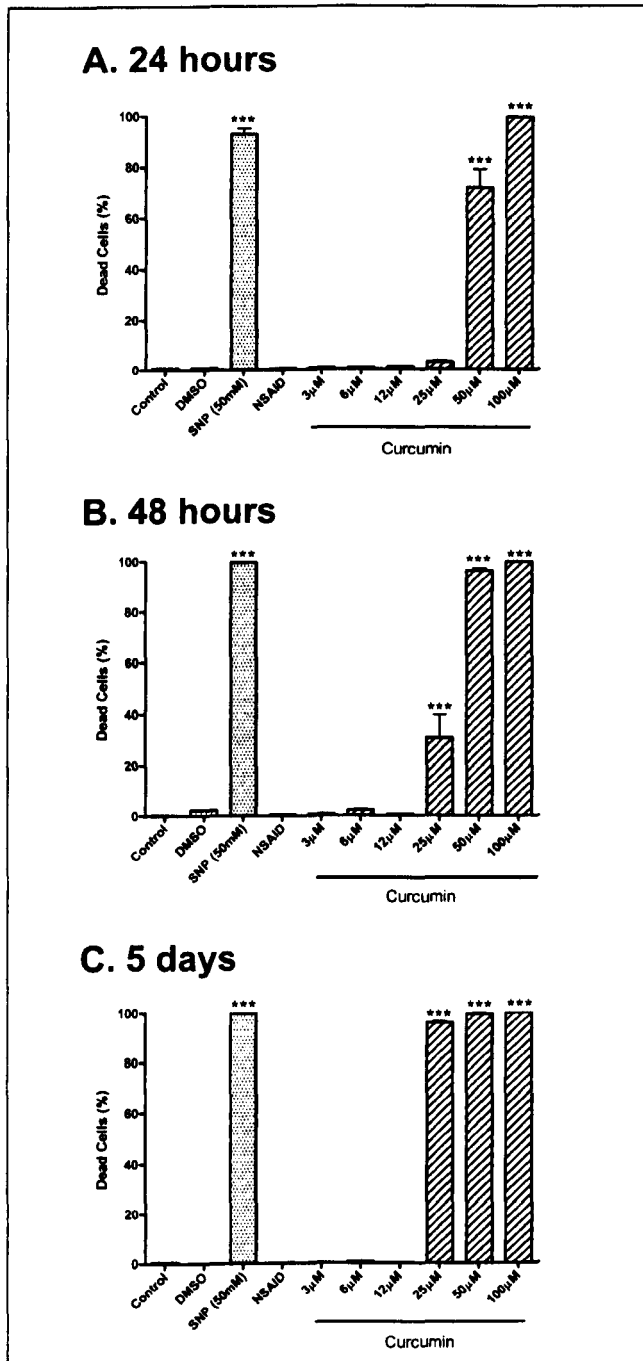 A. 24 hours
Dead Cells (%)
100
80
60
40
20
0
***
***
***
Control
DMSO
SNP (50mM)
NSAID
3μM
6μM
12μM
25μM
50μM
100μM
Curcumin
B. 48 hours
Dead Cells (%)
100
80
60
40
20
0
***
***
***
***
Control
DMSO
SNP (50mM)
NSAID
3μM
6μM
12μM
25μM
50μM
100μM
Curcumin
C. 5 days
Dead Cells (%)
100
80
60
40
20
0
***
***
***
***
Control
DMSO
SNP (50mM)
NSAID
3μM
6μM
12μM
25μM
50μM
100μM
Curcumin